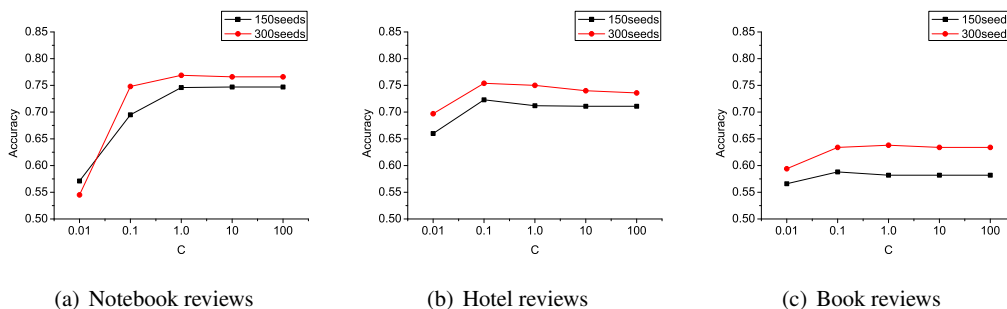 0.85
0.80
0.75
0.70
0.65
0.60
0.55
0.50
Accuracy
0.01 0.1 1.0 10 100
C
150seeds
300seeds
(a) Notebook reviews
0.85
0.80
0.75
0.70
0.65
0.60
0.55
0.50
Accuracy
0.01 0.1 1.0 10 100
C
150seeds
300seeds
(b) Hotel reviews
0.85
0.80
0.75
0.70
0.65
0.60
0.55
0.50
Accuracy
0.01 0.1 1.0 10 100
C
150seed
300seeds
(c) Book reviews